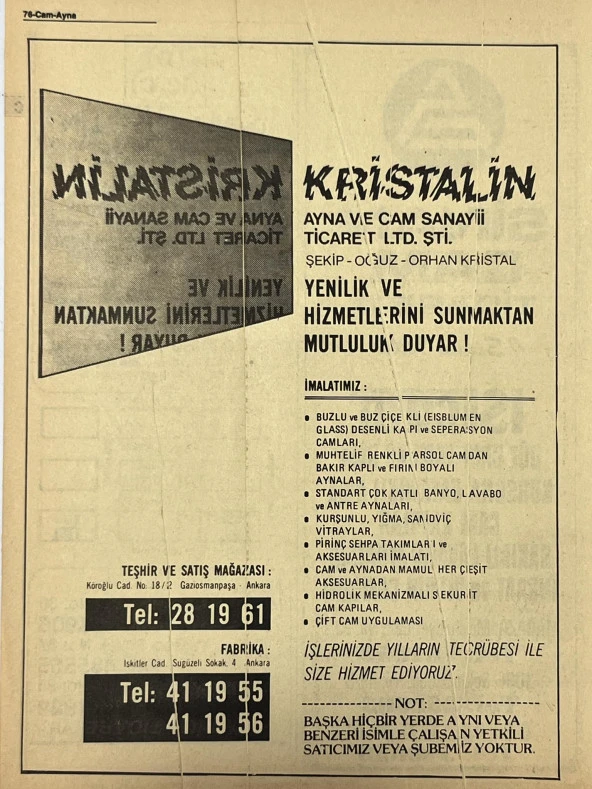 76-Cam-Ayna
KRİSTALİN
AYNA VE CAM SANAYİİ
TİCARET LTD. ŞTİ.
YENİLİK VE
HİZMETLERİNİ SUNMAKTAN
DUYAR !
KRİSTALİN
AYNA VE CAM SANAYİİ
TİCARET LTD. ŞTİ.
ŞEKİP - OĞUZ - ORHAN KRİSTAL
YENİLİK VE
HİZMETLERİNİ SUNMAKTAN
MUTLULUK DUYAR !
İMALATIMIZ :
• BUZLU ve BUZ ÇİÇEKLİ (EISBLUMEN
GLASS) DESENLİ KAPI ve SEPERASYON
CAMLARI,
• MUHTELİF RENKLİ PARSOL CAMDAN
BAKIR KAPLI ve FIRINI BOYALI
AYNALAR,
• STANDART ÇOK KATLI BANYO, LAVABO
ve ANTRE AYNALARI,
• KURŞUNLU, YIĞMA, SANDVİÇ
VİTRAYLAR,
• PİRİNÇ SEHPA TAKIMLARI ve
AKSESUARLARI İMALATI,
• CAM ve AYNADAN MAMUL HER ÇEŞİT
AKSESUARLAR,
• HİDROLİK MEKANİZMALI SEKURİT
CAM KAPILAR,
• ÇİFT CAM UYGULAMASI
İŞLERİNİZDE YILLARIN TECRÜBESİ İLE
SİZE HİZMET EDİYORUZ.
NOT:
BAŞKA HİÇBİR YERDE AYNI VEYA
BENZERİ İSİMLE ÇALIŞAN YETKİLİ
SATICIMIZ VEYA ŞUBEMİZ YOKTUR.
TEŞHİR VE SATIŞ MAĞAZASI :
Köroğlu Cad. No. 18/2 Gaziosmanpaşa - Ankara
Tel: 28 19 61
FABRİKA :
İskitler Cad. Sugüzeli Sokak, 4 Ankara
Tel: 41 19 55
41 19 56